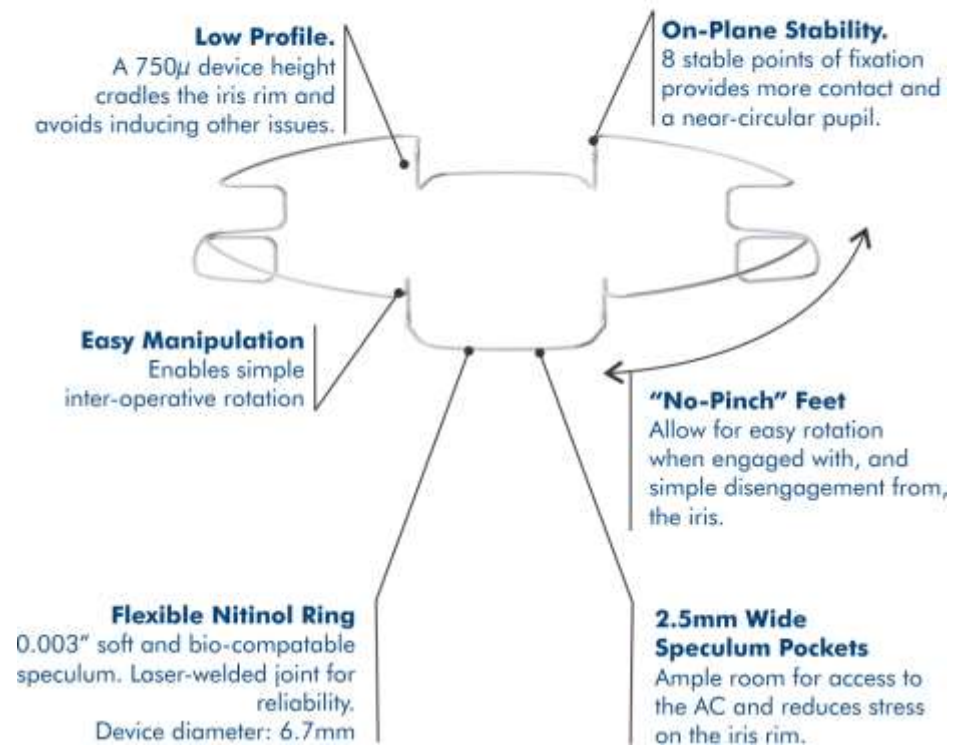 Low Profile.
A 750μ device height
cradles the iris rim and
avoids inducing other issues.
On-Plane Stability.
8 stable points of fixation
provides more contact and
a near-circular pupil.
Easy Manipulation
Enables simple
inter-operative rotation
“No-Pinch” Feet
Allow for easy rotation
when engaged with, and
simple disengagement from,
the iris.
Flexible Nitinol Ring
0.003” soft and bio-compatable
speculum. Laser-welded joint for
reliability.
Device diameter: 6.7mm
2.5mm Wide
Speculum Pockets
Ample room for access to
the AC and reduces stress
on the iris rim.